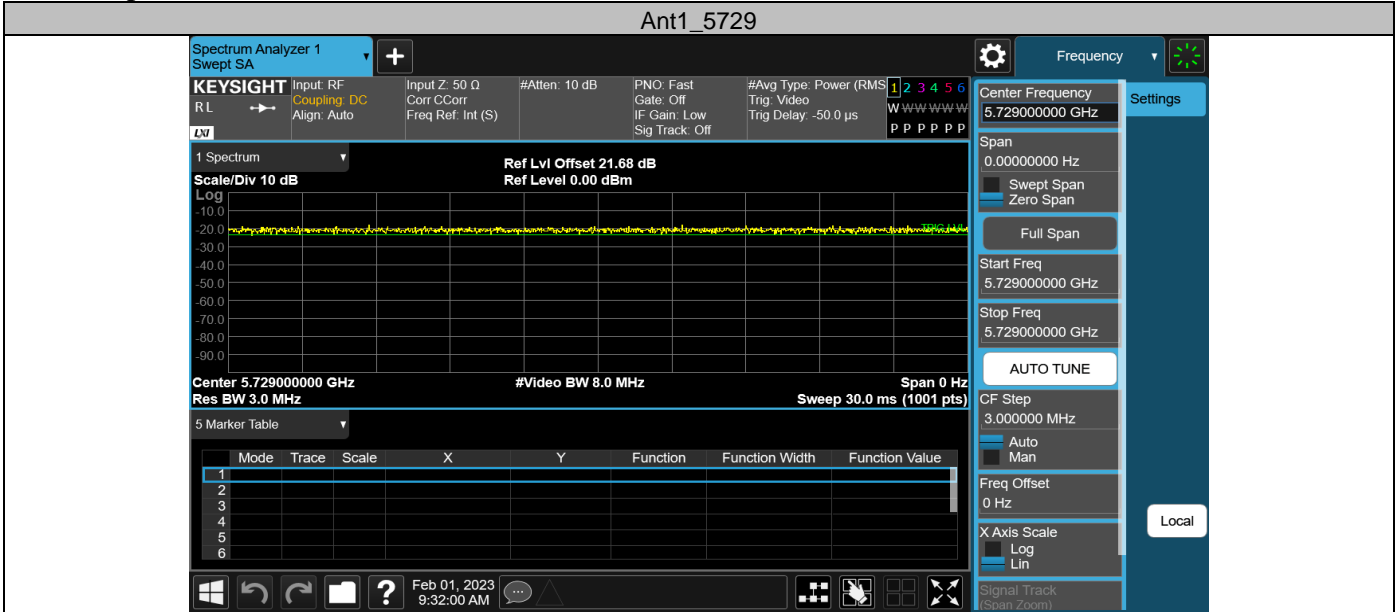 Ant1_5729
Spectrum Analyzer 1
Swept SA
Frequency
KEYSIGHT
R L
LXI
Input: RF
Coupling: DC
Align: Auto
Input Z: 50 Ω
Corr CCorr
Freq Ref: Int (S)
#Atten: 10 dB
PNO: Fast
Gate: Off
IF Gain: Low
Sig Track: Off
#Avg Type: Power (RMS
Trig: Video
Trig Delay: -50.0 µs
1 2 3 4 5 6
W W W W W W
P P P P P P
1 Spectrum
Scale/Div 10 dB
Ref Lvl Offset 21.68 dB
Ref Level 0.00 dBm
Log
-10.0
-20.0
-30.0
-40.0
-50.0
-60.0
-70.0
-80.0
-90.0
TRIG LVL
Center 5.729000000 GHz
#Video BW 8.0 MHz
Span 0 Hz
Res BW 3.0 MHz
Sweep 30.0 ms (1001 pts)
5 Marker Table
Mode Trace Scale X Y Function Function Width Function Value
1
2
3
4
5
6
Center Frequency
5.729000000 GHz
Span
0.00000000 Hz
Swept Span
Zero Span
Full Span
Start Freq
5.729000000 GHz
Stop Freq
5.729000000 GHz
AUTO TUNE
CF Step
3.000000 MHz
Auto
Man
Freq Offset
0 Hz
X Axis Scale
Log
Lin
Signal Track
(Span Zoom)
Settings
Local
?
Feb 01, 2023
9:32:00 AM